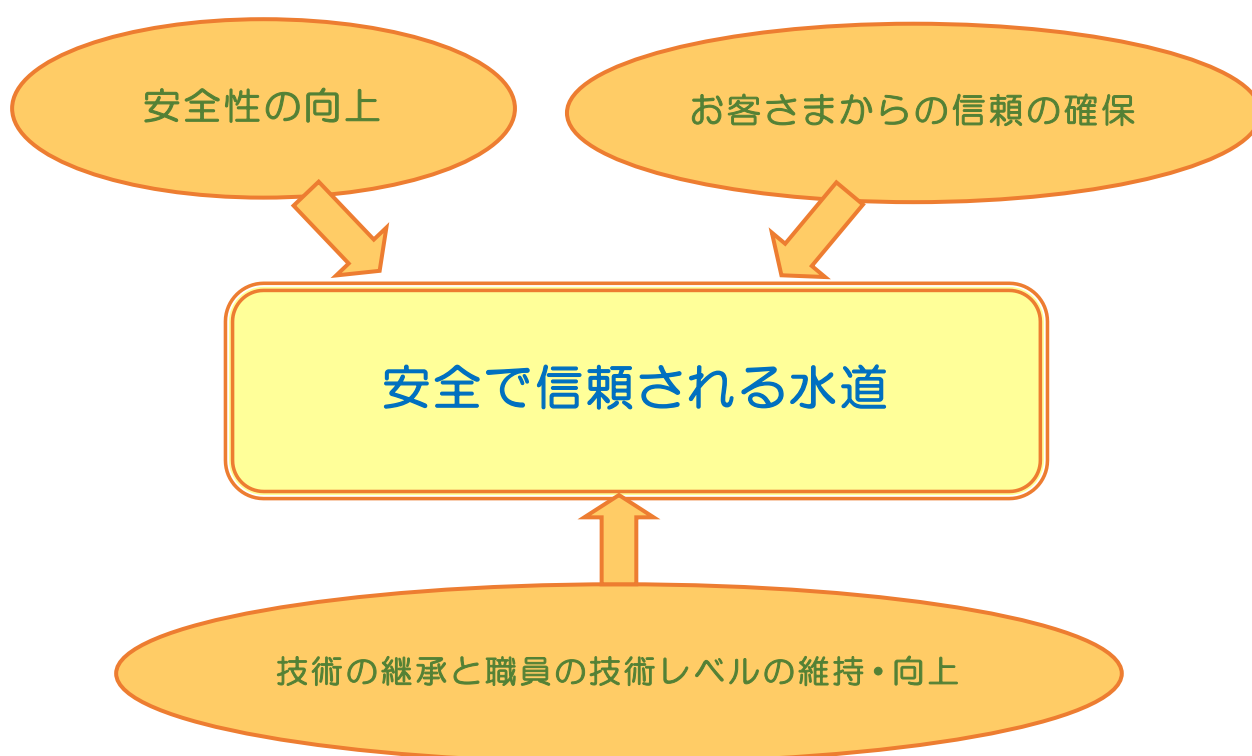 安全性の向上
お客さまからの信頼の確保
安全で信頼される水道
技術の継承と職員の技術レベルの維持・向上